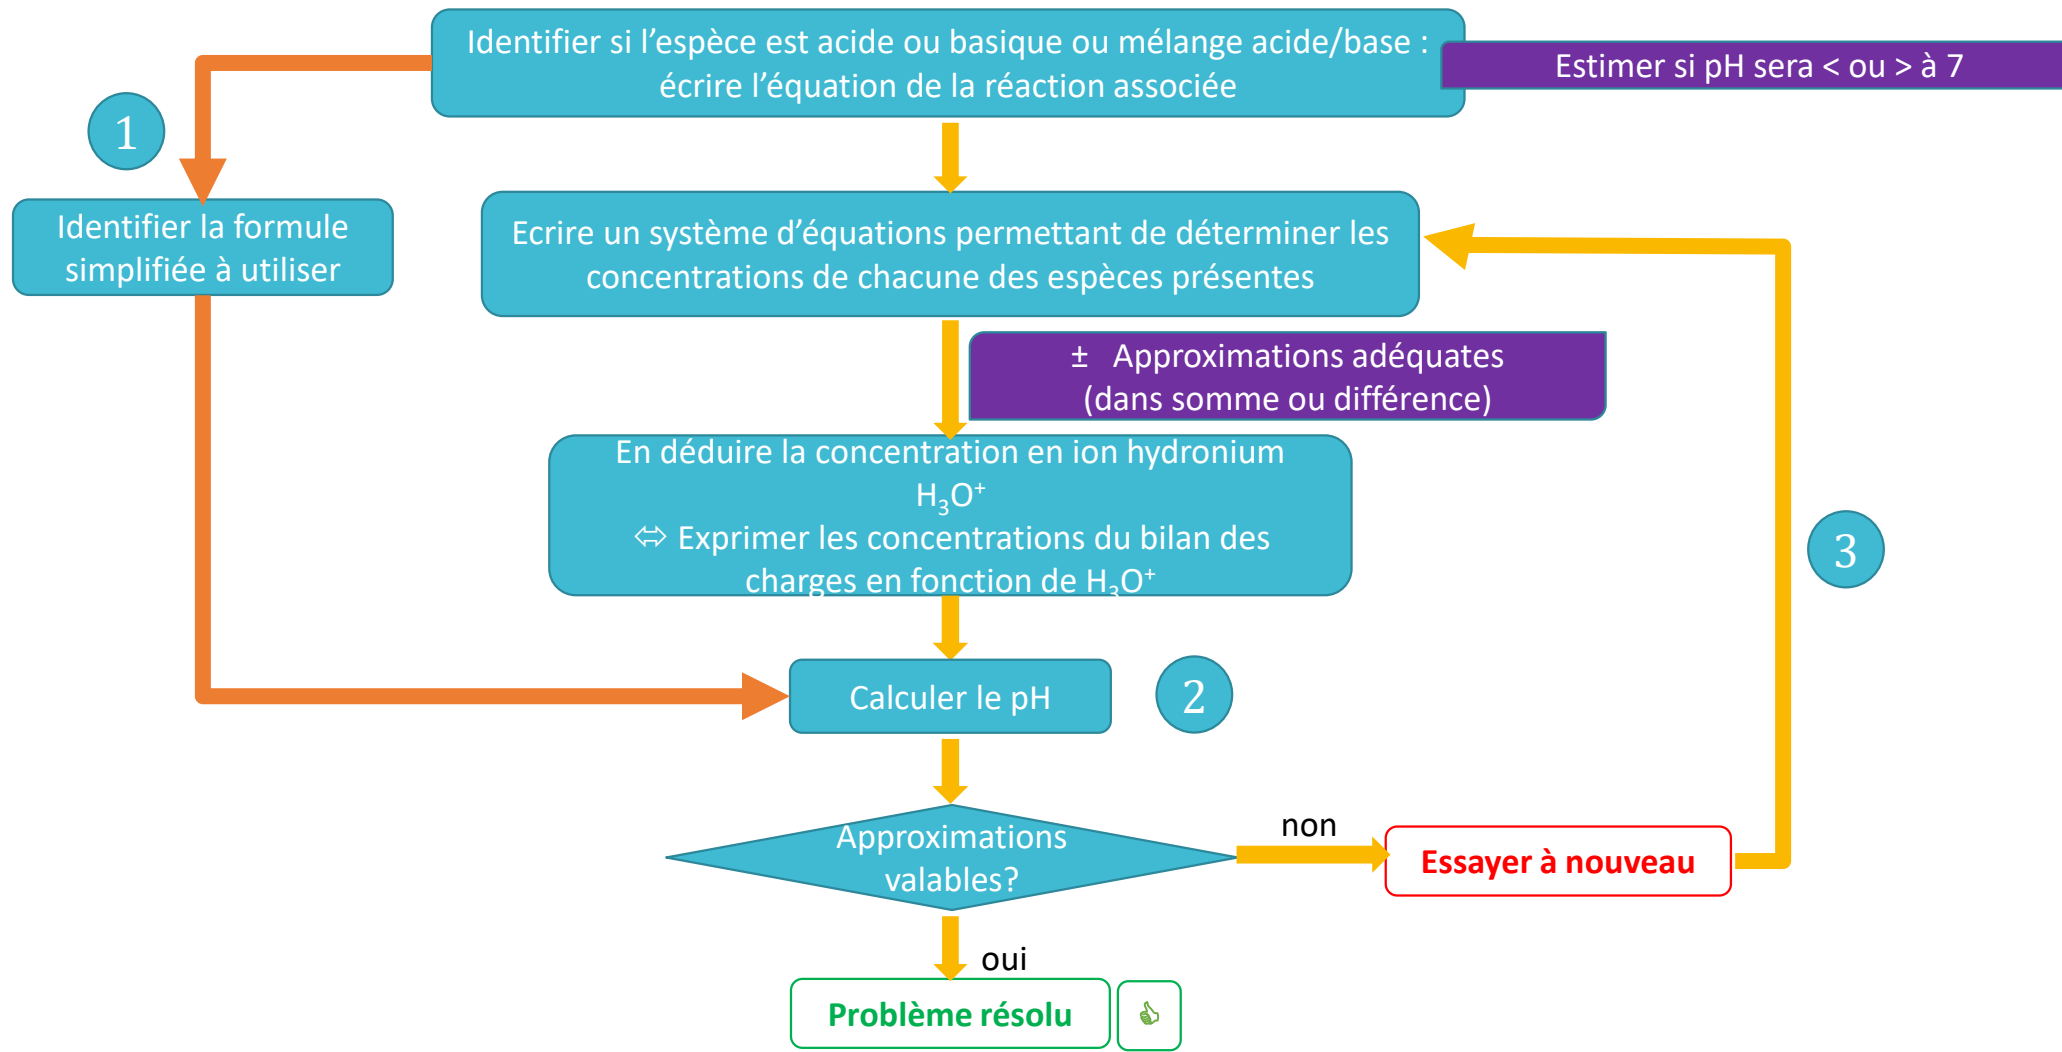 Identifier si l’espèce est acide ou basique ou mélange acide/base :
écrire l’équation de la réaction associée
Estimer si pH sera < ou > à 7
1
Identifier la formule
simplifiée à utiliser
Ecrire un système d’équations permettant de déterminer les
concentrations de chacune des espèces présentes
± Approximations adéquates
(dans somme ou différence)
En déduire la concentration en ion hydronium
H₃O⁺
⬄ Exprimer les concentrations du bilan des
charges en fonction de H₃O⁺
3
Calculer le pH
2
Approximations
valables?
non
Essayer à nouveau
oui
Problème résolu